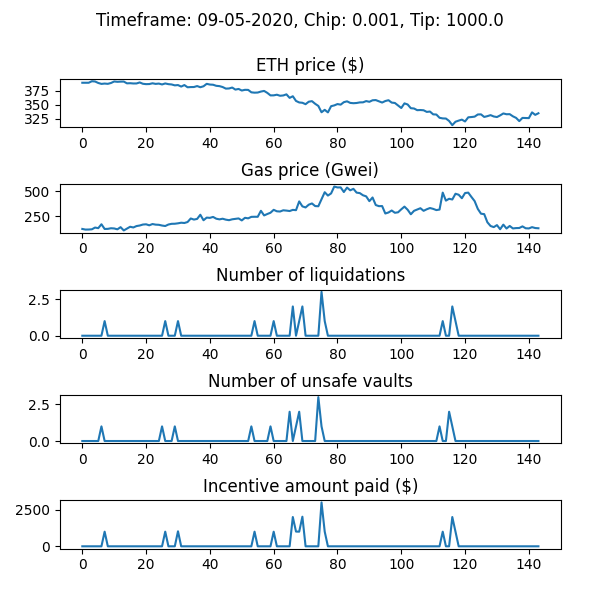 Timeframe: 09-05-2020, Chip: 0.001, Tip: 1000.0
ETH price ($)
375
350
325
0 20 40 60 80 100 120 140
Gas price (Gwei)
500
250
0 20 40 60 80 100 120 140
Number of liquidations
2.5
0.0
0 20 40 60 80 100 120 140
Number of unsafe vaults
2.5
0.0
0 20 40 60 80 100 120 140
Incentive amount paid ($)
2500
0
0 20 40 60 80 100 120 140